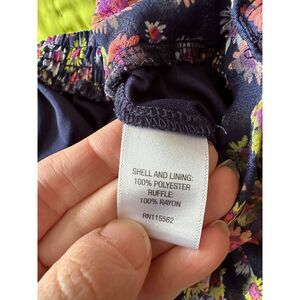 SHELL AND LINING:
100% POLYESTER
RUFFLE:
100% RAYON
RN115562